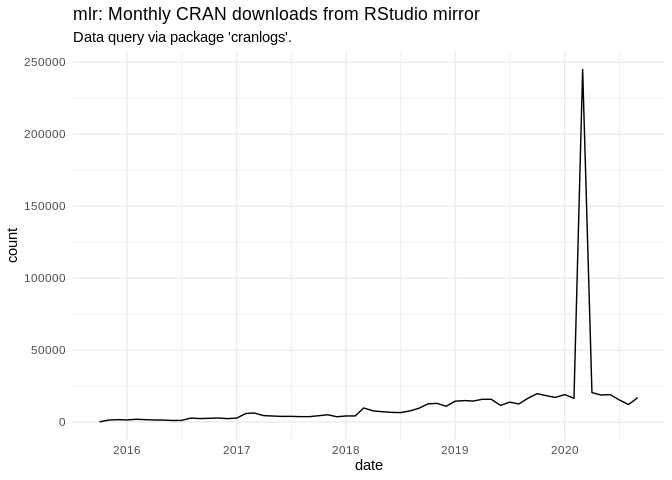 mlr: Monthly CRAN downloads from RStudio mirror
Data query via package 'cranlogs'.
250000
200000
150000
100000
50000
0
count
2016 2017 2018 2019 2020
date